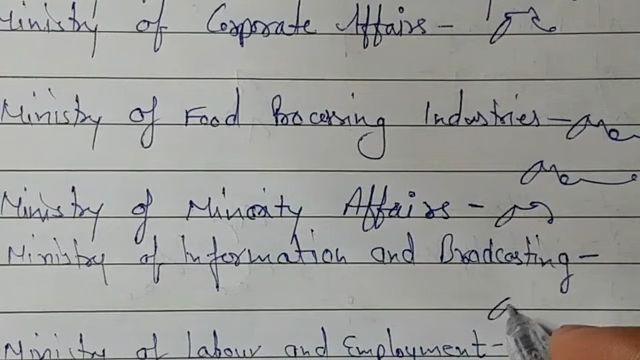 Ministry of Corporate Affairs -
Ministry of Food Processing Industries -
Ministry of Minority Affairs -
Ministry of Information and Bradcasting -
Ministry of Labour and Employment -